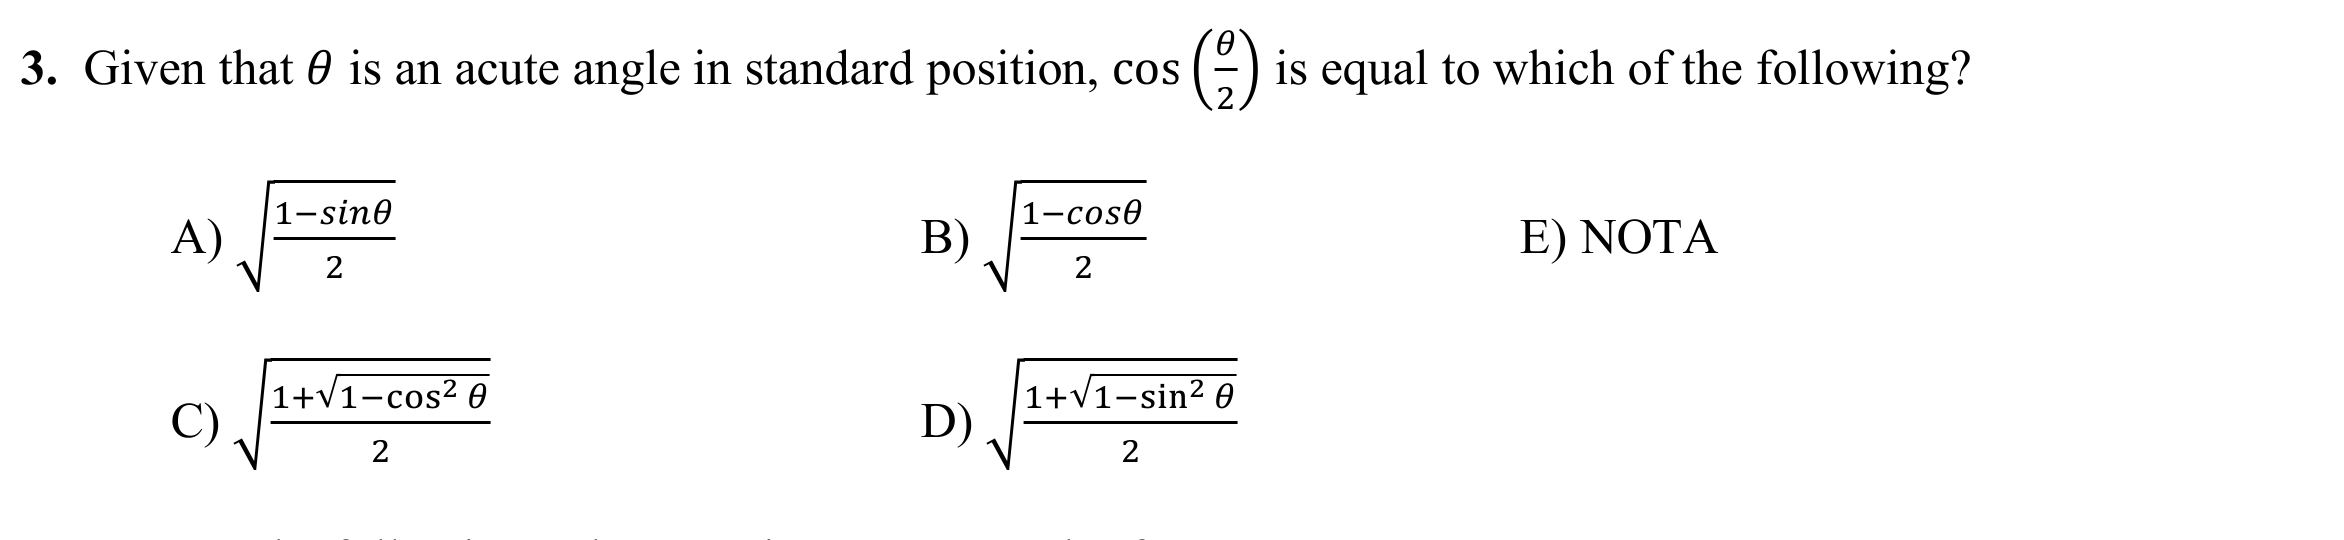 3. Given that θ is an acute angle in standard position, cos(θ/2) is equal to which of the following?
A) √((1−sinθ)/2) B) √((1−cosθ)/2) E) NOTA
C) √((1+√(1−cos² θ))/2) D) √((1+√(1−sin² θ))/2)